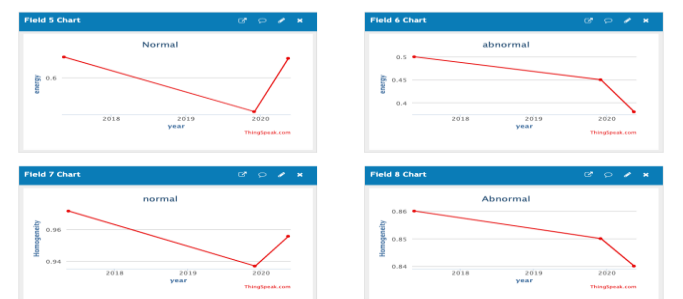 Field 5 Chart
Normal
energy
0.6
2018 2019 2020
year
ThingSpeak.com
Field 6 Chart
abnormal
energy
0.5
0.45
0.4
2018 2019 2020
year
ThingSpeak.com
Field 7 Chart
normal
Homogeneity
0.96
0.94
2018 2019 2020
year
ThingSpeak.com
Field 8 Chart
Abnormal
Homogeneity
0.86
0.85
0.84
2018 2019 2020
year
ThingSpeak.com